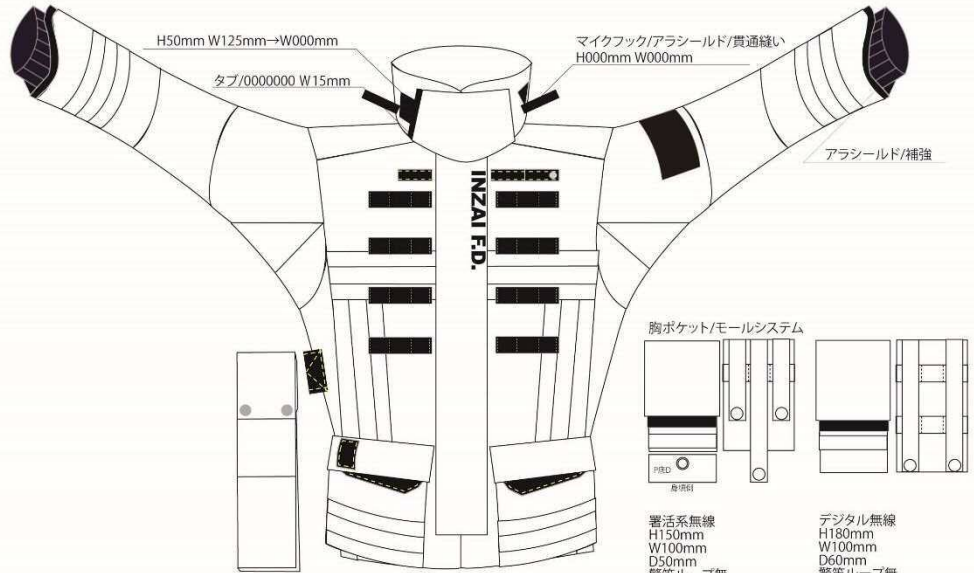 H50mm W125mm→W000mm
タブ/0000000 W15mm
マイクフック/アラシールド/貫通縫い
H000mm W000mm
アラシールド/補強
INZAI F.D.
胸ポケット/モールシステム
署活系無線
H150mm
W100mm
D50mm
デジタル無線
H180mm
W100mm
D60mm